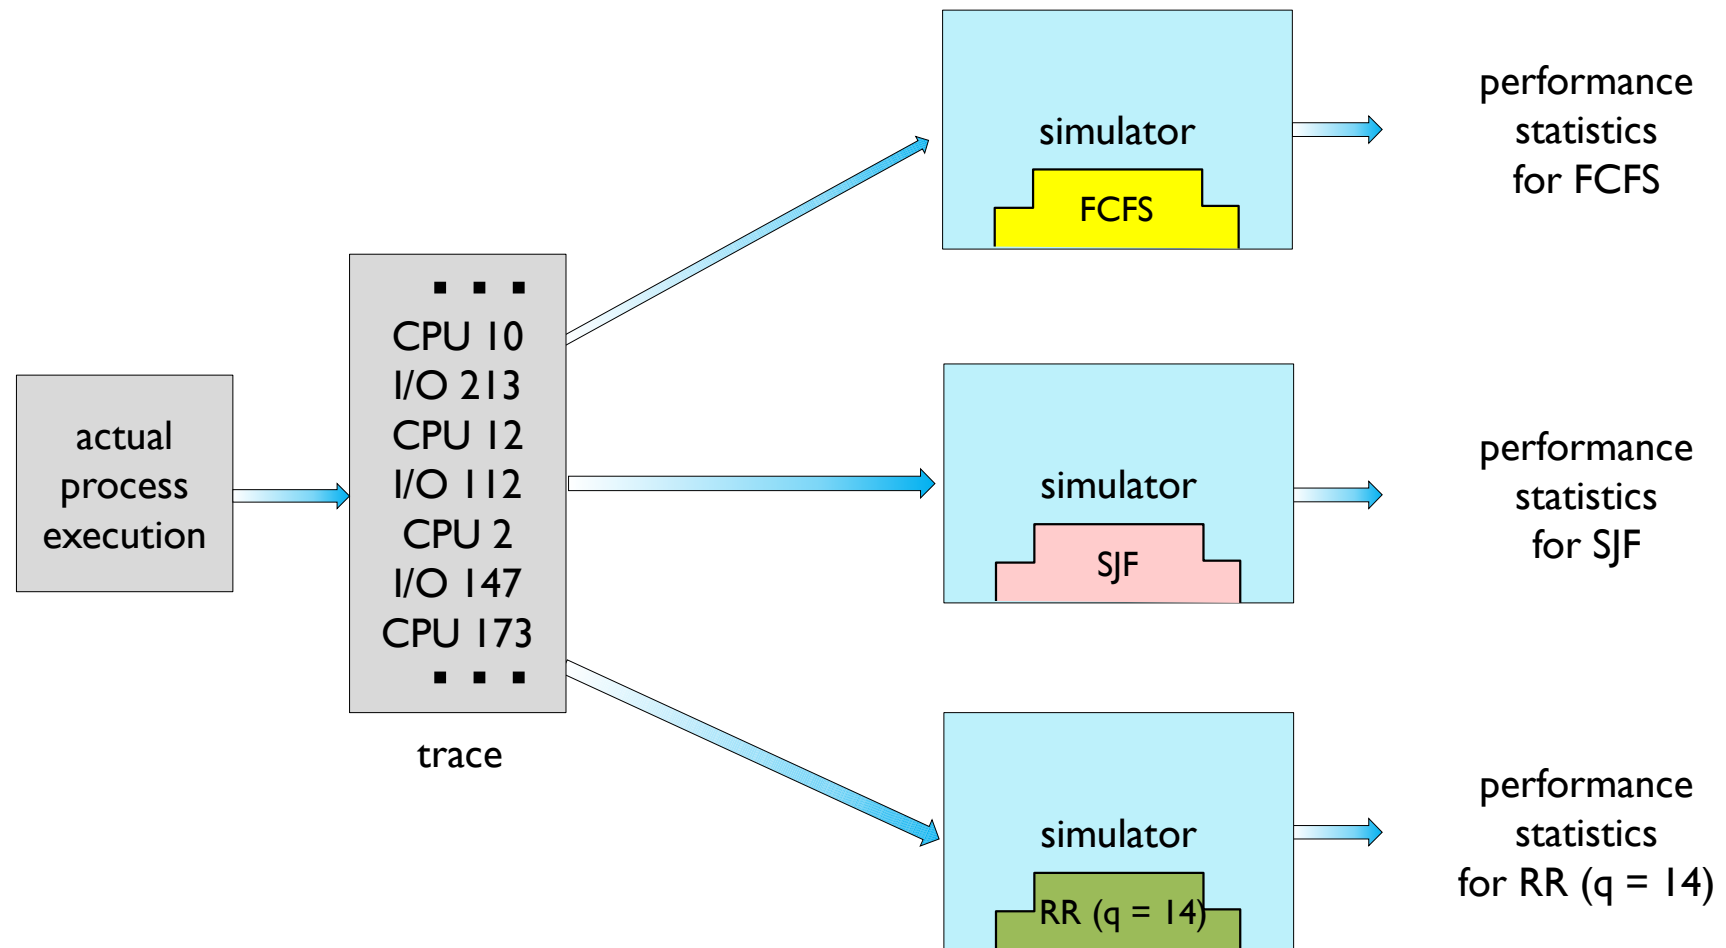 actual
process
execution
■ ■ ■
CPU 10
I/O 213
CPU 12
I/O 112
CPU 2
I/O 147
CPU 173
■ ■ ■
trace
simulator
FCFS
performance
statistics
for FCFS
simulator
SJF
performance
statistics
for SJF
simulator
RR (q = 14)
performance
statistics
for RR (q = 14)